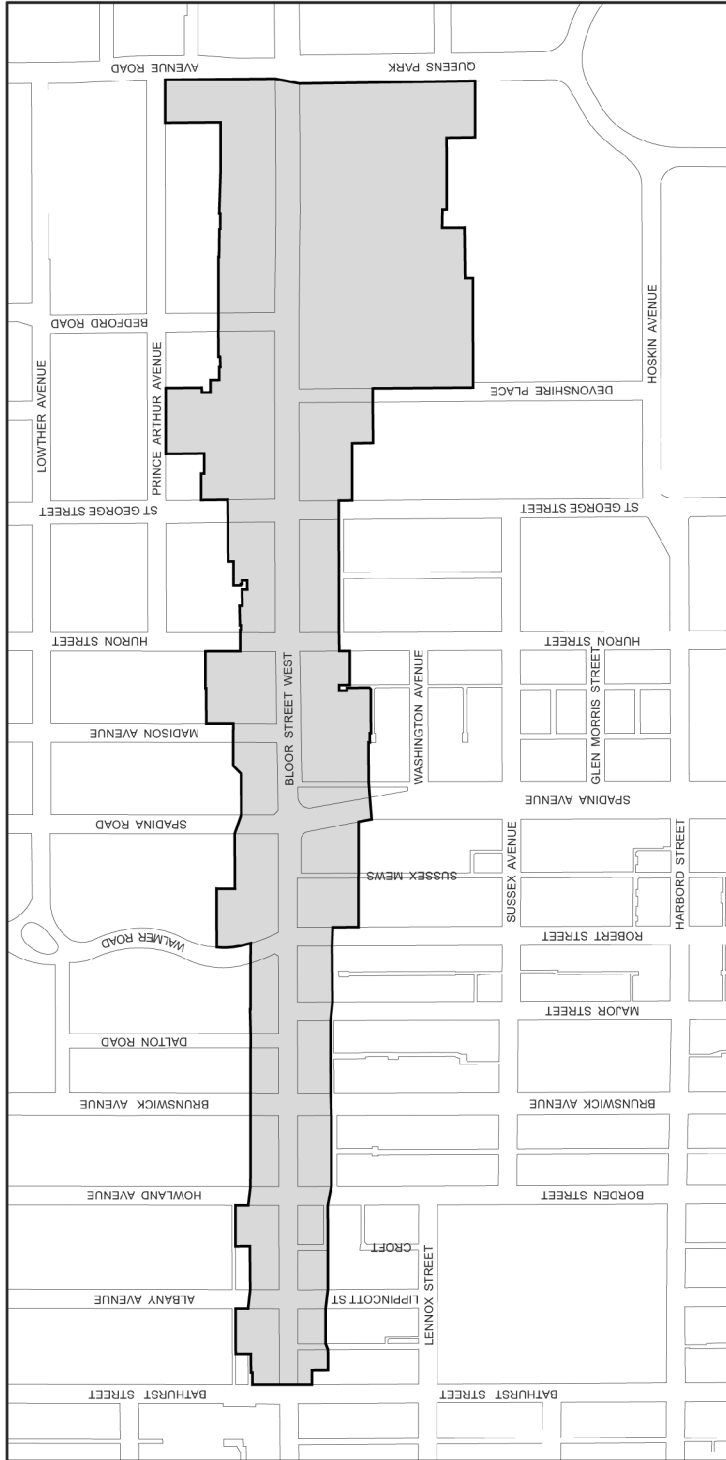 AVENUE ROAD
QUEENS PARK
BEDFORD ROAD
LOWTHER AVENUE
PRINCE ARTHUR AVENUE
HOSKIN AVENUE
DEVONSHIRE PLACE
ST GEORGE STREET
ST GEORGE STREET
HURON STREET
HURON STREET
BLOOR STREET WEST
WASHINGTON AVENUE
GLEN MORRIS STREET
MADISON AVENUE
SPADINA AVENUE
SPADINA ROAD
SUSSEX MEWS
SUSSEX AVENUE
HARBORD STREET
WALMER ROAD
ROBERT STREET
MAJOR STREET
DALTON ROAD
BRUNSWICK AVENUE
BRUNSWICK AVENUE
HOWLAND AVENUE
BORDEN STREET
CROFT
LENNOX STREET
ALBANY AVENUE
LIPPINCOTT ST
BATHURST STREET
BATHURST STREET